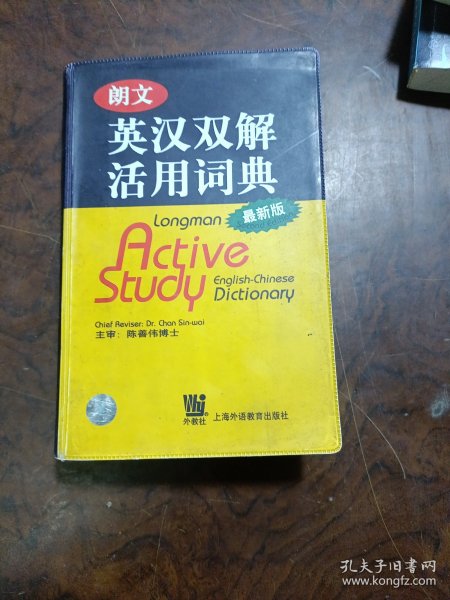 朗文
英汉双解
活用词典
Longman
最新版
Active
Study
English-Chinese
Dictionary
Chief Reviser: Dr. Chan Sin-wai
主审：陈善伟博士
外教社
上海外语教育出版社
孔夫子旧书网
www.kongfz.com